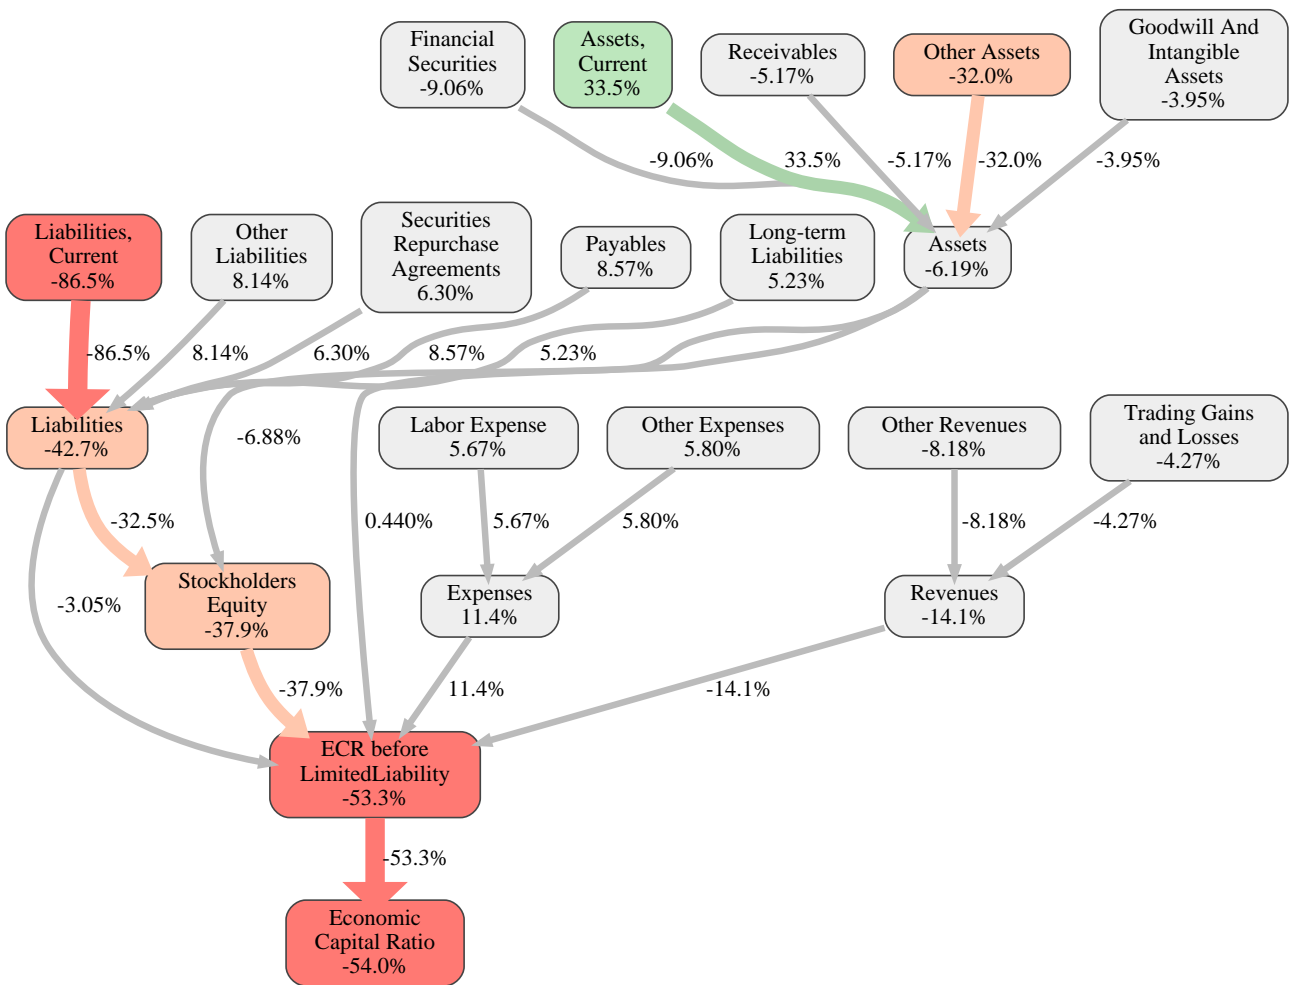 Financial
Securities
-9.06%
Assets,
Current
33.5%
Receivables
-5.17%
Other Assets
-32.0%
Goodwill And
Intangible
Assets
-3.95%
-9.06%
33.5%
-5.17%
-32.0%
-3.95%
Liabilities,
Current
-86.5%
Other
Liabilities
8.14%
Securities
Repurchase
Agreements
6.30%
Payables
8.57%
Long-term
Liabilities
5.23%
Assets
-6.19%
-86.5%
8.14%
6.30%
8.57%
5.23%
Liabilities
-42.7%
-6.88%
Labor Expense
5.67%
Other Expenses
5.80%
Other Revenues
-8.18%
Trading Gains
and Losses
-4.27%
-32.5%
0.440%
5.67%
5.80%
-8.18%
-4.27%
-3.05%
Stockholders
Equity
-37.9%
Expenses
11.4%
Revenues
-14.1%
-37.9%
11.4%
-14.1%
ECR before
LimitedLiability
-53.3%
-53.3%
Economic
Capital Ratio
-54.0%